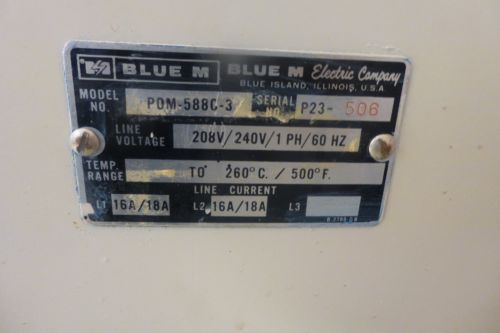 BLUE M BLUE M Electric Company
BLUE ISLAND, ILLINOIS, U.S.A
MODEL NO. POM-588C-3 SERIAL NO. P23-506
LINE VOLTAGE 208V/240V/1 PH/60 HZ
TEMP. RANGE TO 260°C. / 500°F.
LINE CURRENT
L1 16A/18A L2 16A/18A L3